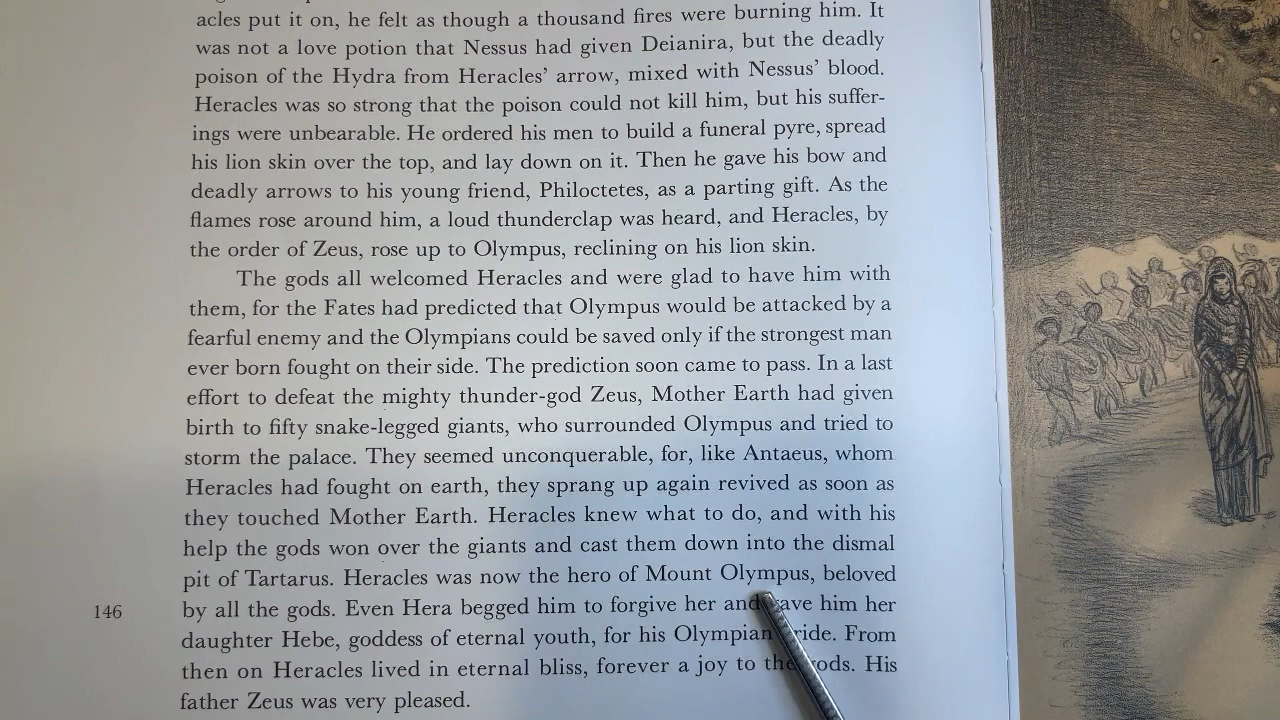 acles put it on, he felt as though a thousand fires were burning him. It
was not a love potion that Nessus had given Deianira, but the deadly
poison of the Hydra from Heracles' arrow, mixed with Nessus' blood.
Heracles was so strong that the poison could not kill him, but his suffer-
ings were unbearable. He ordered his men to build a funeral pyre, spread
his lion skin over the top, and lay down on it. Then he gave his bow and
deadly arrows to his young friend, Philoctetes, as a parting gift. As the
flames rose around him, a loud thunderclap was heard, and Heracles, by
the order of Zeus, rose up to Olympus, reclining on his lion skin.
The gods all welcomed Heracles and were glad to have him with
them, for the Fates had predicted that Olympus would be attacked by a
fearful enemy and the Olympians could be saved only if the strongest man
ever born fought on their side. The prediction soon came to pass. In a last
effort to defeat the mighty thunder-god Zeus, Mother Earth had given
birth to fifty snake-legged giants, who surrounded Olympus and tried to
storm the palace. They seemed unconquerable, for, like Antaeus, whom
Heracles had fought on earth, they sprang up again revived as soon as
they touched Mother Earth. Heracles knew what to do, and with his
help the gods won over the giants and cast them down into the dismal
pit of Tartarus. Heracles was now the hero of Mount Olympus, beloved
by all the gods. Even Hera begged him to forgive her and ave him her
daughter Hebe, goddess of eternal youth, for his Olympian ride. From
then on Heracles lived in eternal bliss, forever a joy to the ods. His
father Zeus was very pleased.
146